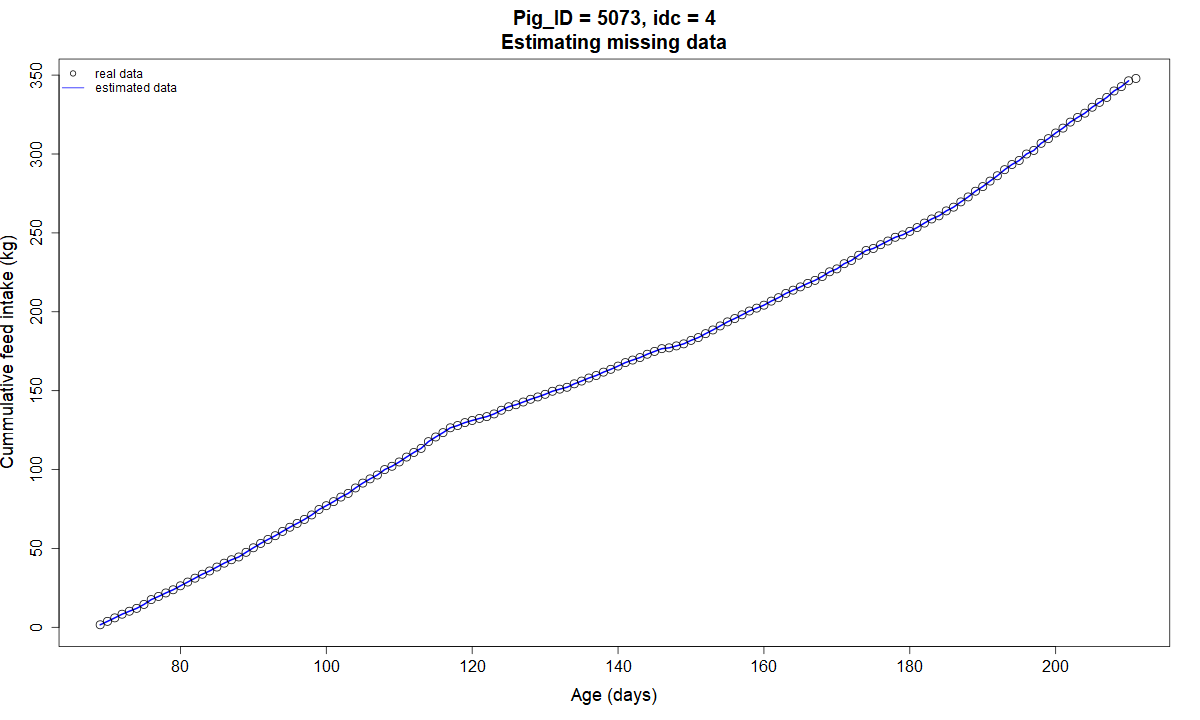 Pig_ID = 5073, idc = 4
Estimating missing data
real data
estimated data
Cummulative feed intake (kg)
350
300
250
200
150
100
50
0
80 100 120 140 160 180 200
Age (days)